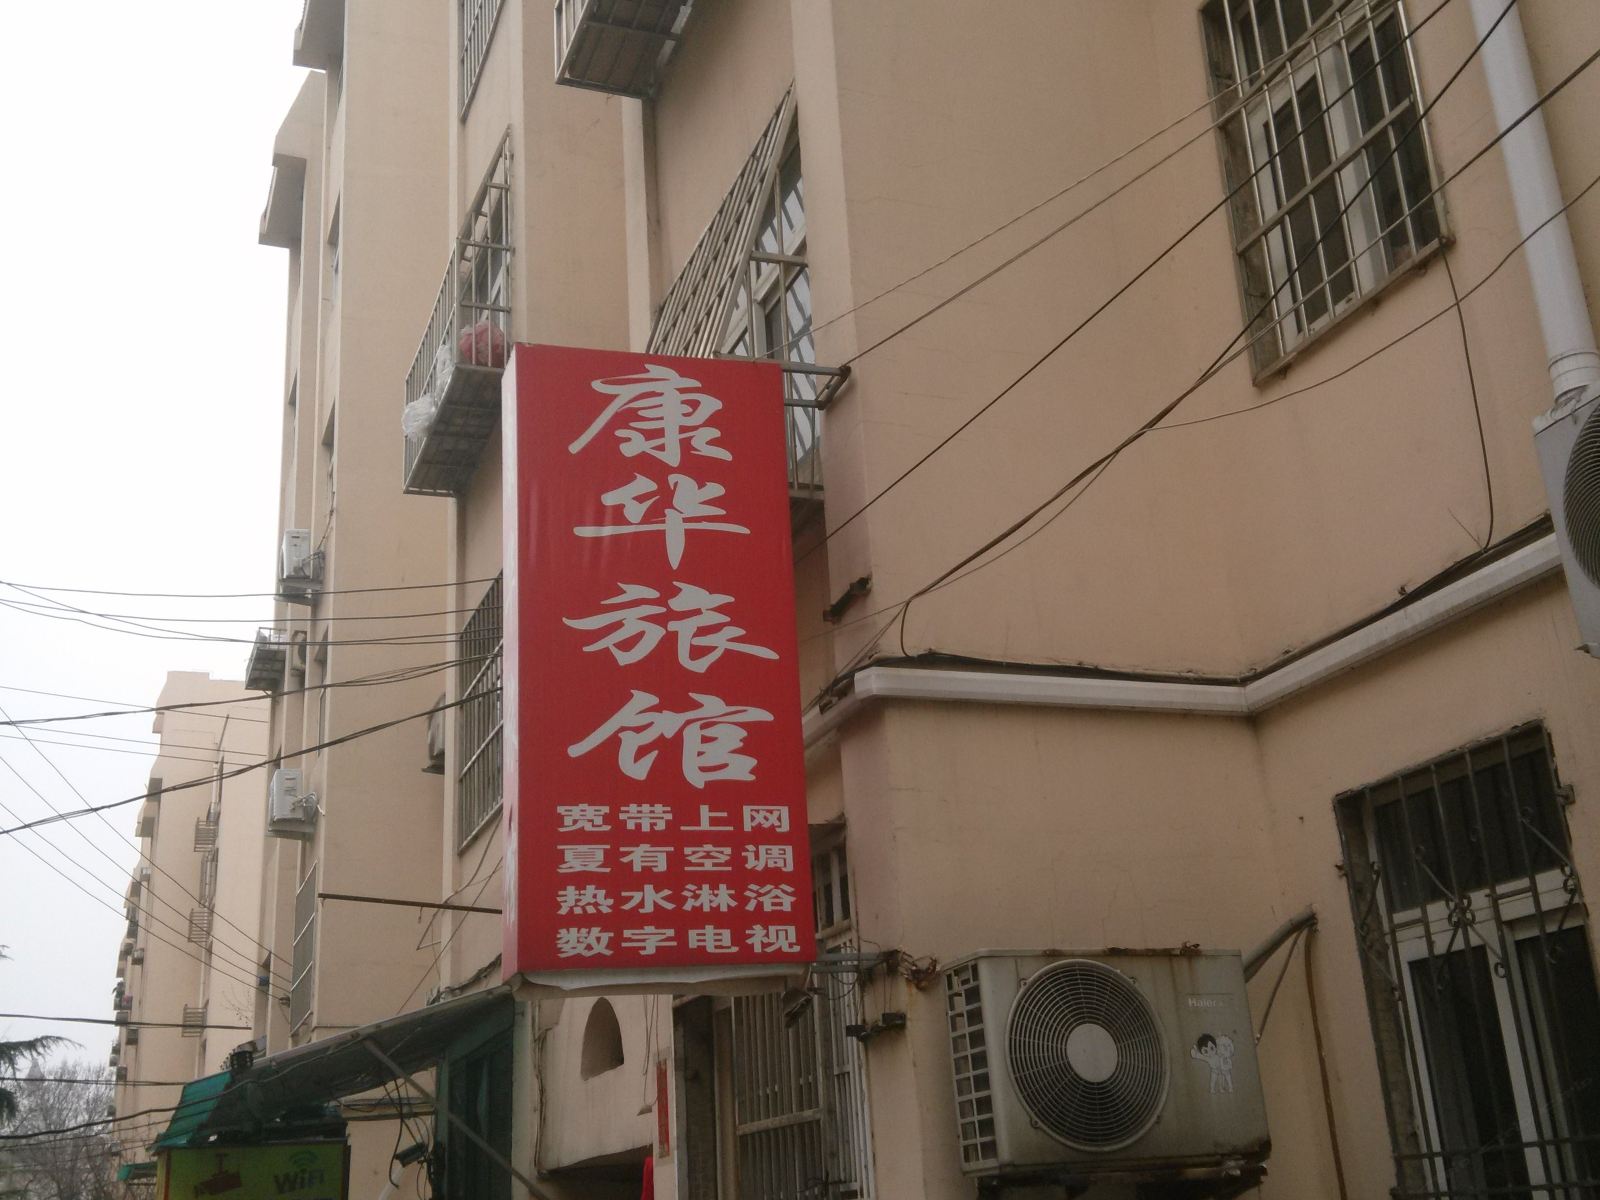 康华旅馆
宽带上网
夏有空调
热水淋浴
数字电视
Haier
WiFi